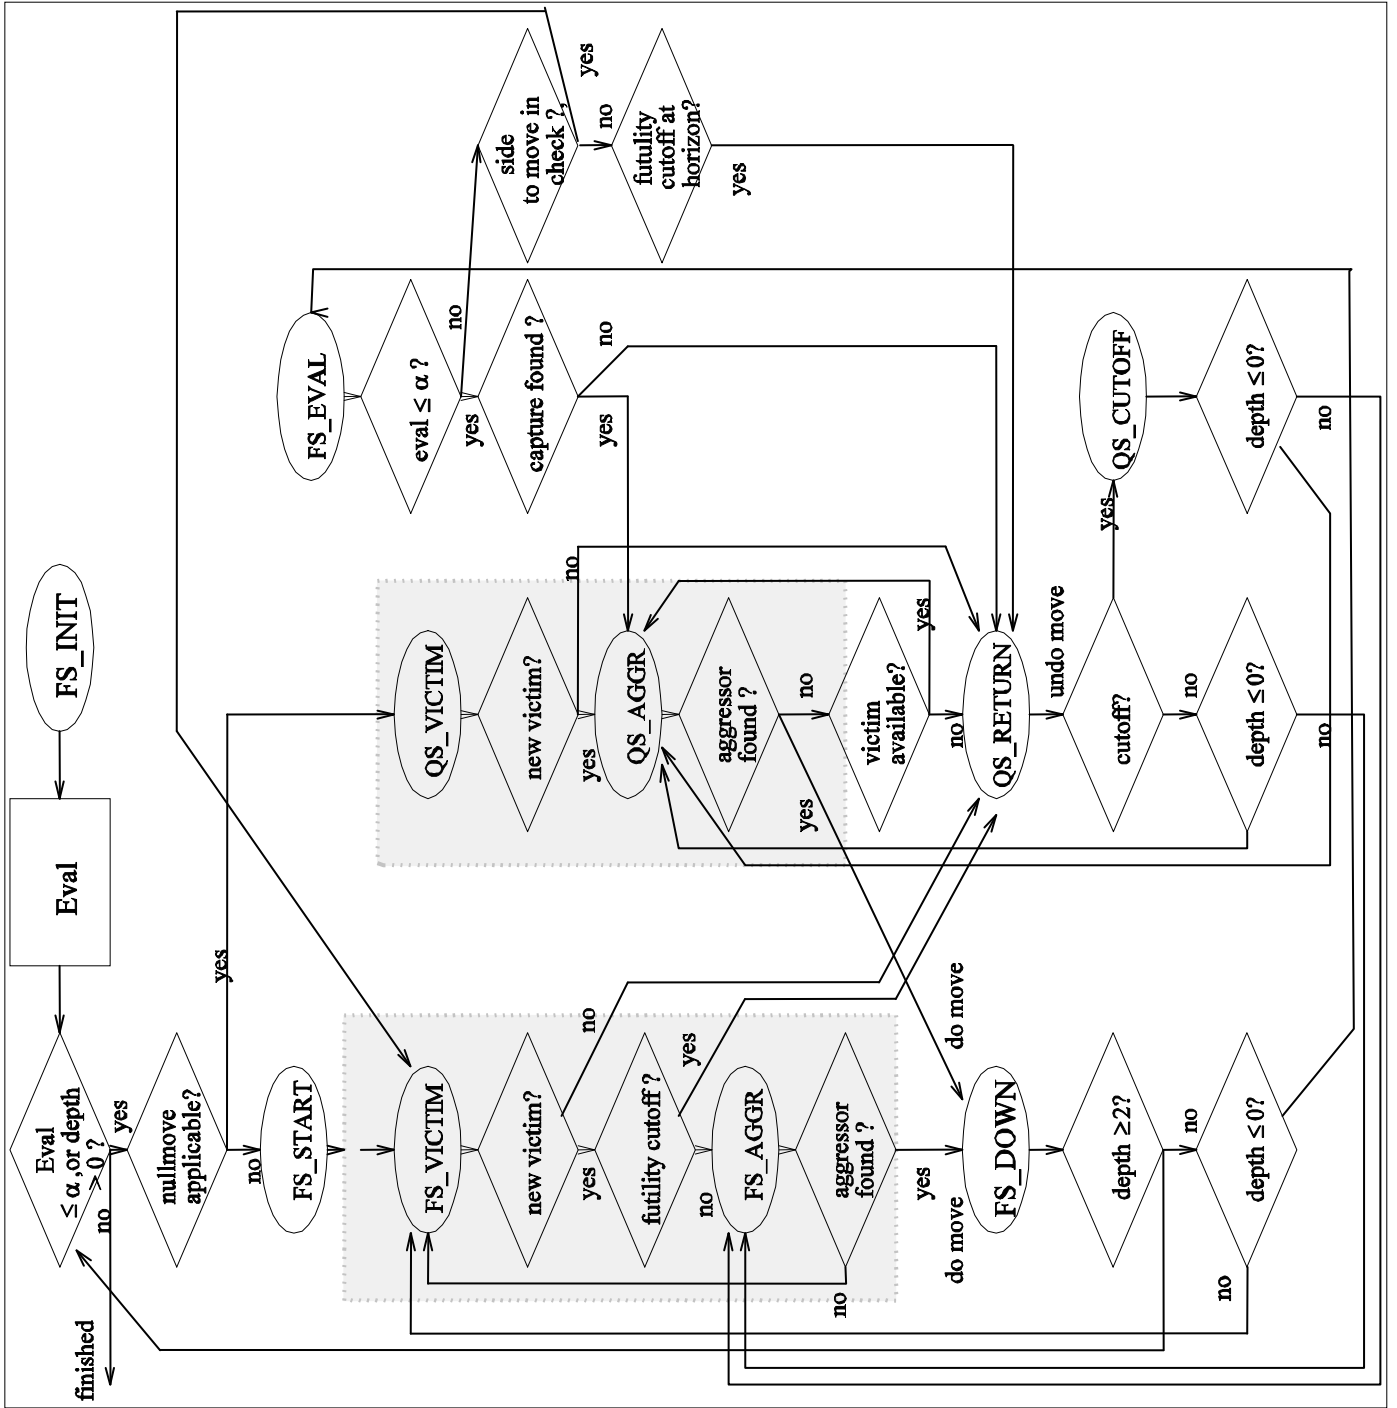 finished
no
Eval
≤ α ,or depth
> 0 ?
yes
Eval
FS_INIT
nullmove
applicable?
yes
no
FS_START
FS_VICTIM
new victim?
no
yes
futility cutoff ?
yes
no
FS_AGGR
aggressor
found ?
no
yes
do move
do move
FS_DOWN
depth ≥2?
no
depth ≤0?
no
QS_VICTIM
new victim?
no
yes
QS_AGGR
aggressor
found ?
no
yes
victim
available?
yes
no
QS_RETURN
undo move
cutoff?
yes
no
depth ≤0?
no
FS_EVAL
eval ≤ α ?
no
yes
capture found ?
no
yes
QS_CUTOFF
depth ≤0?
no
side
to move in
check ?,
yes
no
futulity
cutoff at
horizon?
yes